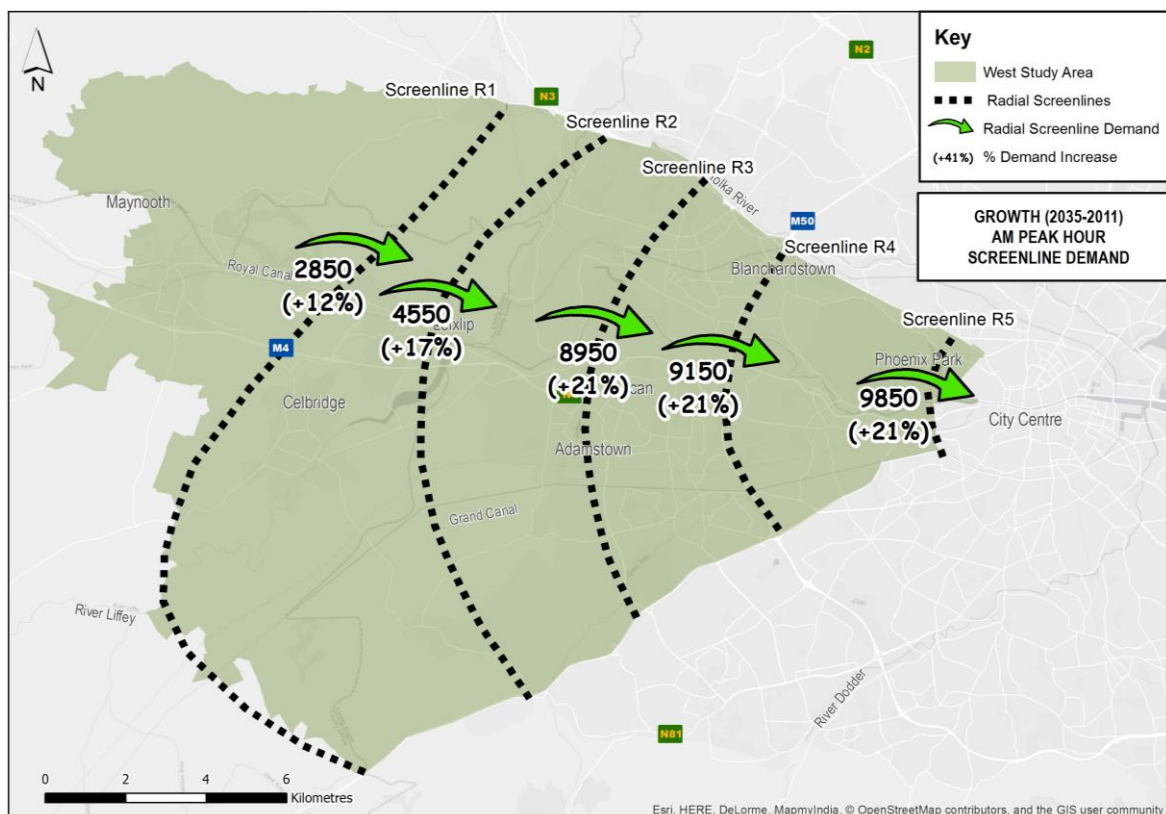 Key
West Study Area
Radial Screenlines
Radial Screenline Demand
(+41%) % Demand Increase
GROWTH (2035-2011)
AM PEAK HOUR
SCREENLINE DEMAND
N
Screenline R1
N3
N2
Screenline R2
Screenline R3
olka River
M50
Screenline R4
Blanchardstown
Maynooth
Royal Canal
2850
(+12%)
4550
(+17%)
8950
(+21%)
9150
(+21%)
Screenline R5
Phoenix Park
9850
(+21%)
City Centre
M4
Celbridge
Adamstown
Grand Canal
River Liffey
River Dodder
N81
0 2 4 6
Kilometres
Esri, HERE, DeLorme, MapmyIndia, © OpenStreetMap contributors, and the GIS user community